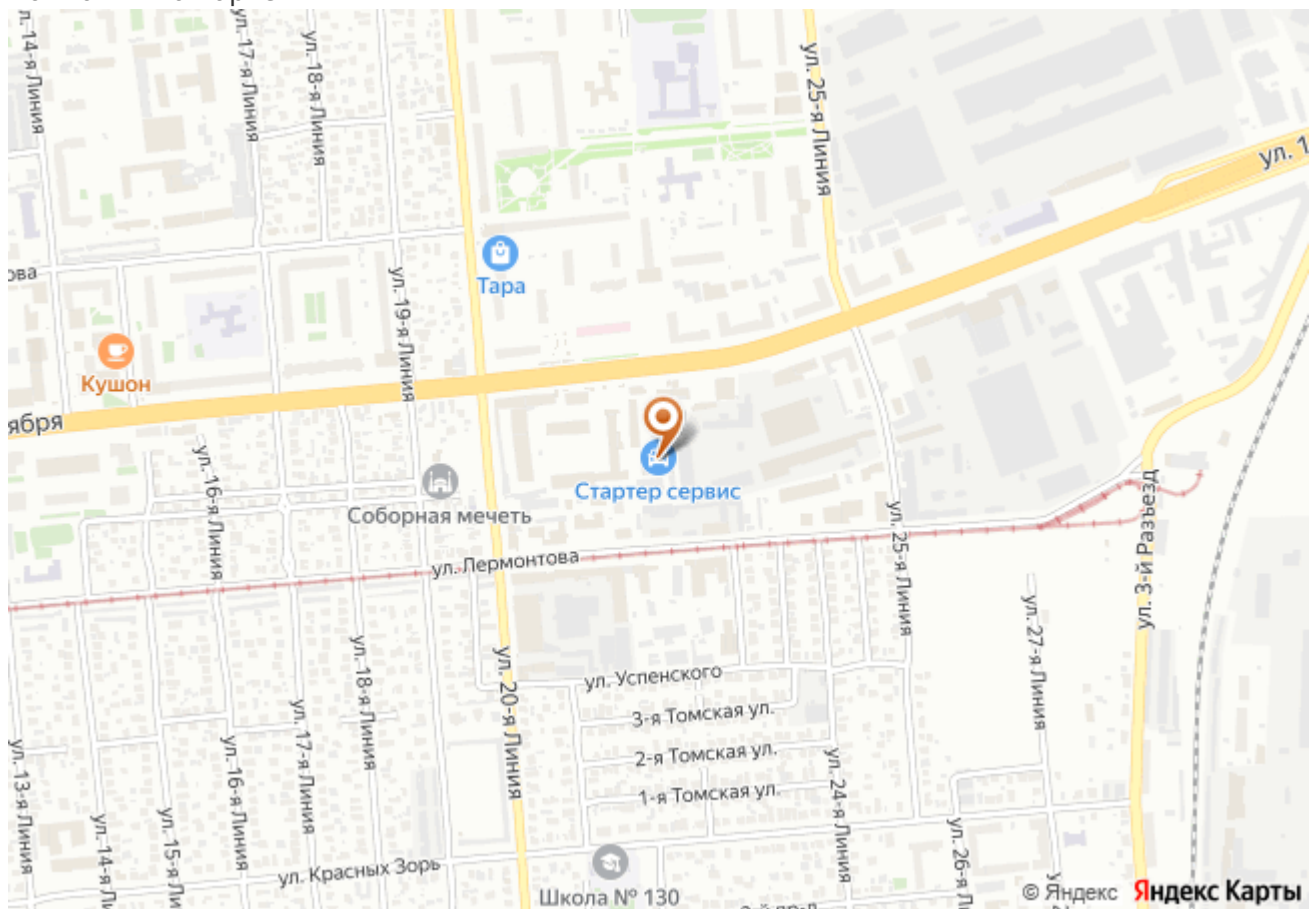 ул. 14-я Линия
ул. 17-я Линия
ул. 18-я Линия
ул. 25-я Линия
ул. 1
ова
Тара
ул. 19-я Линия
Кушон
ября
ул. 16-я Линия
Стартер сервис
Соборная мечеть
ул. Лермонтова
ул. 25-я Линия
ул. 3-й Разъезд
ул. 27-я Линия
ул. 18-я Линия
ул. 20-я Линия
ул. Успенского
3-я Томская ул.
ул. 17-я Линия
2-я Томская ул.
ул. 13-я Линия
ул. 16-я Линия
ул. 24-я Линия
1-я Томская ул.
ул. 14-я Ли
ул. 15-я Ли
ул. 26-я Л
ул. Красных Зорь
Школа № 130
© Яндекс Яндекс Карты